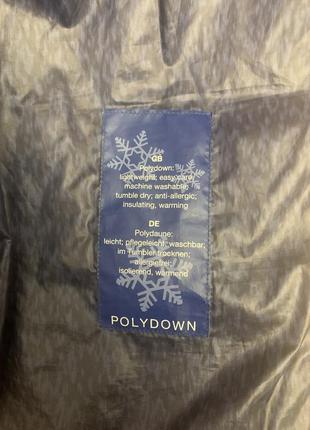 GB
Polydown:
lightweight; easy care;
machine washable;
tumble dry; anti-allergic;
insulating, warming
DE
Polydaune:
leicht; pflegeleicht; waschbar;
im Tumbler trocknen;
allergiefrei;
isolierend, wärmend
POLYDOWN